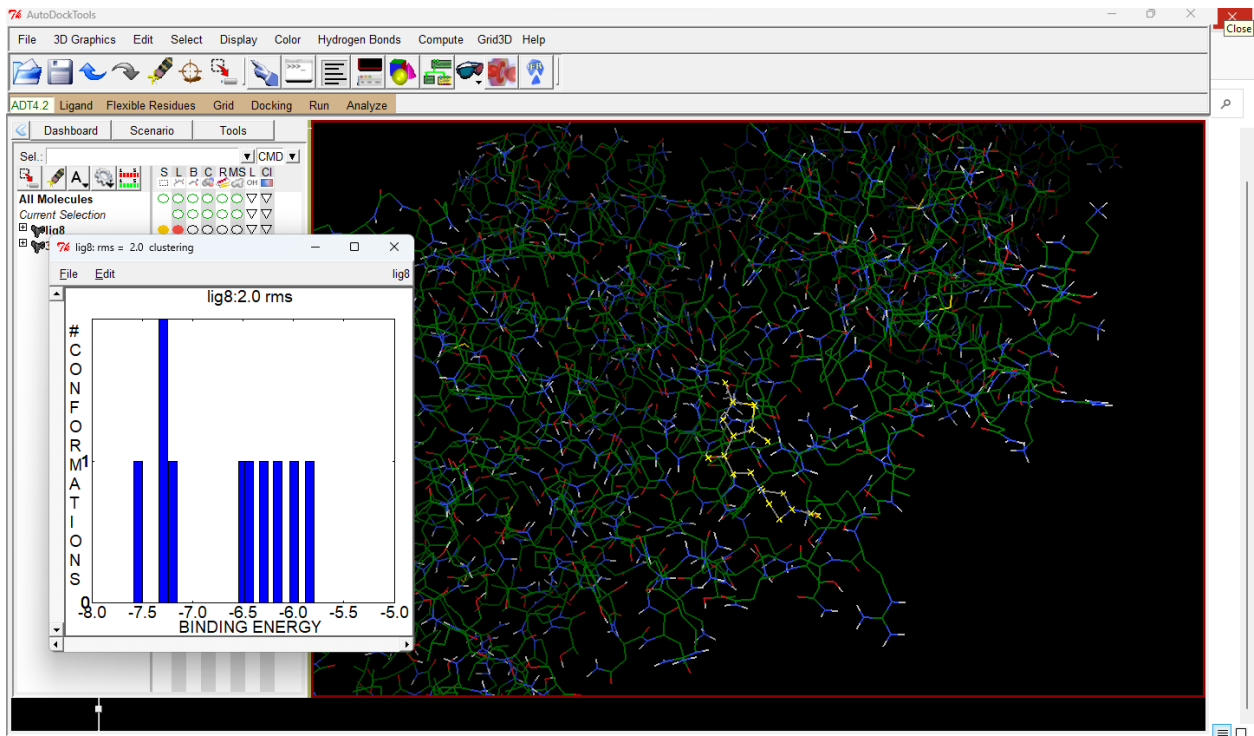 AutoDockTools
Close
File 3D Graphics Edit Select Display Color Hydrogen Bonds Compute Grid3D Help
ADT4.2 Ligand Flexible Residues Grid Docking Run Analyze
Dashboard Scenario Tools
Sel.: CMD
A
S L B C R MS L Cl
OH
All Molecules
Current Selection
lig8
3
lig8: rms = 2.0 clustering
File Edit lig8
lig8:2.0 rms
# CONFORMATIONS
1
0
-8.0 -7.5 -7.0 -6.5 -6.0 -5.5 -5.0
BINDING ENERGY